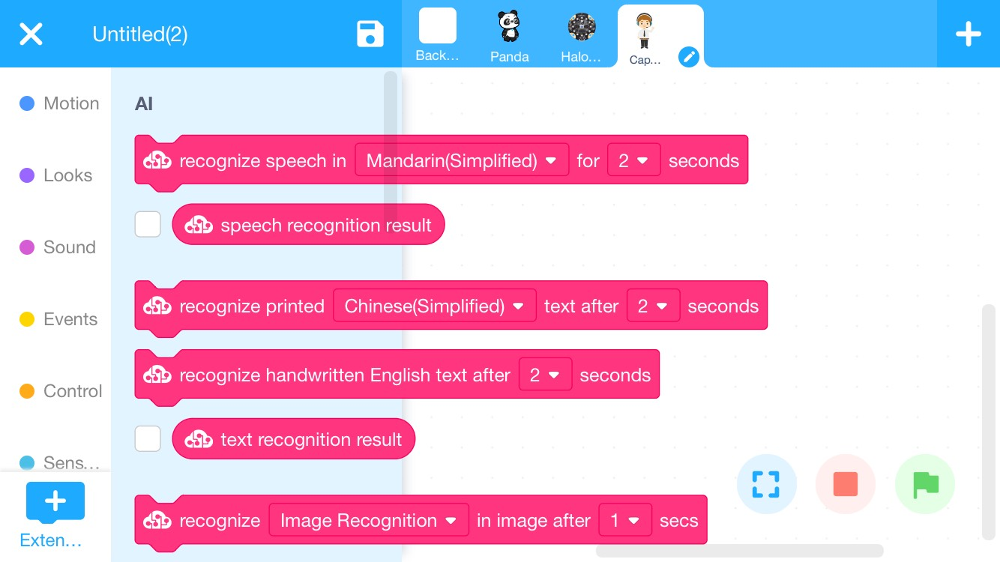 Untitled(2)
Back...
Panda
Halo...
Cap...
Motion
Looks
Sound
Events
Control
Sens...
Exten...
AI
recognize speech in Mandarin(Simplified) for 2 seconds
speech recognition result
recognize printed Chinese(Simplified) text after 2 seconds
recognize handwritten English text after 2 seconds
text recognition result
recognize Image Recognition in image after 1 secs